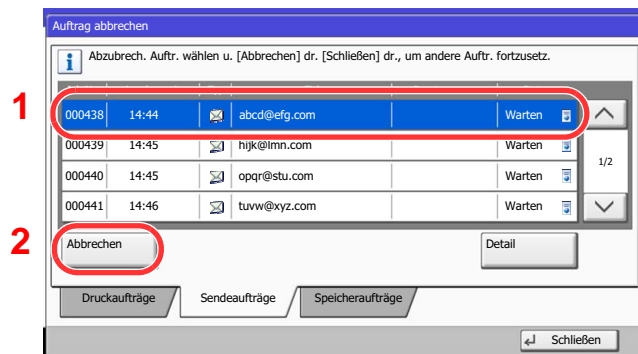 Auftrag abbrechen
i Abzubrech. Auftr. wählen u. [Abbrechen] dr. [Schließen] dr., um andere Auftr. fortzusetz.
1
000438 14:44 abcd@efg.com Warten
000439 14:45 hijk@lmn.com Warten
1/2
000440 14:45 opqr@stu.com Warten
000441 14:46 tuvw@xyz.com Warten
2
Abbrechen Detail
Druckaufträge Sendeaufträge Speicheraufträge
Schließen